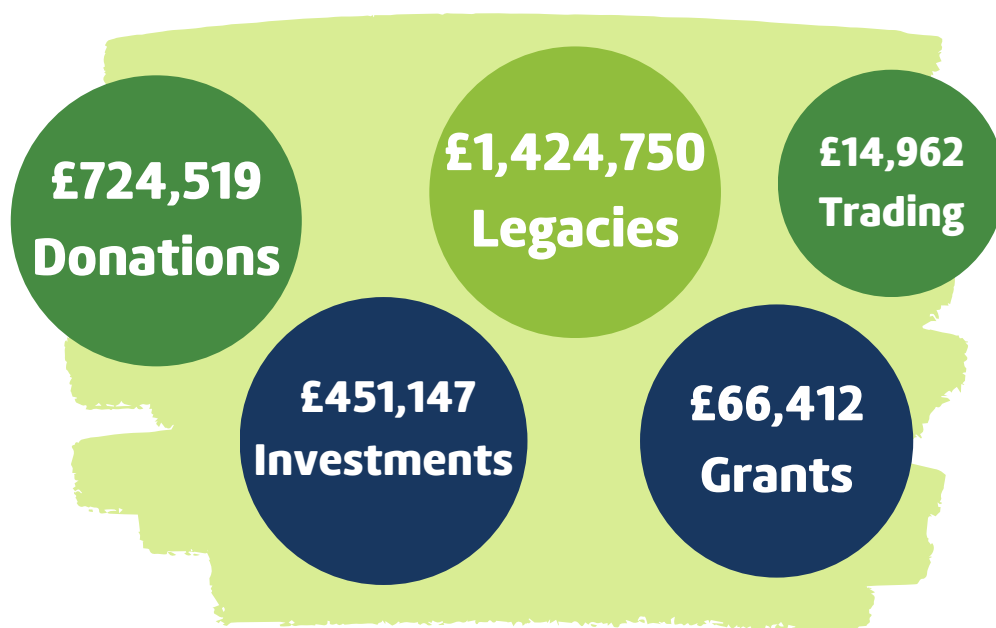 £724,519
Donations
£1,424,750
Legacies
£14,962
Trading
£451,147
Investments
£66,412
Grants